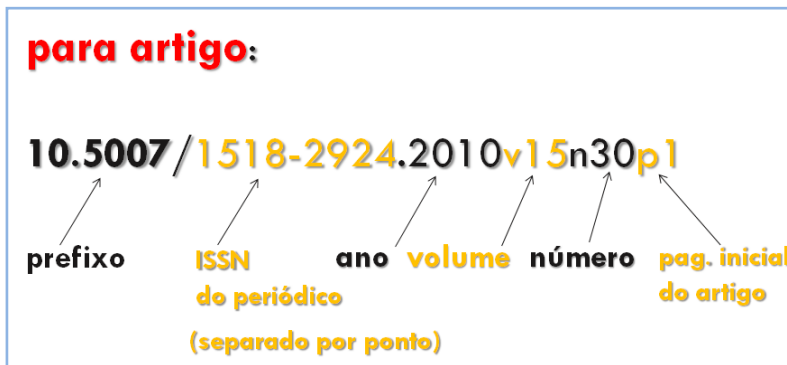 para artigo:
10.5007/1518-2924.2010v15n30p1
prefixo ISSN ano volume número pag. inicial
do periódico do artigo
(separado por ponto)